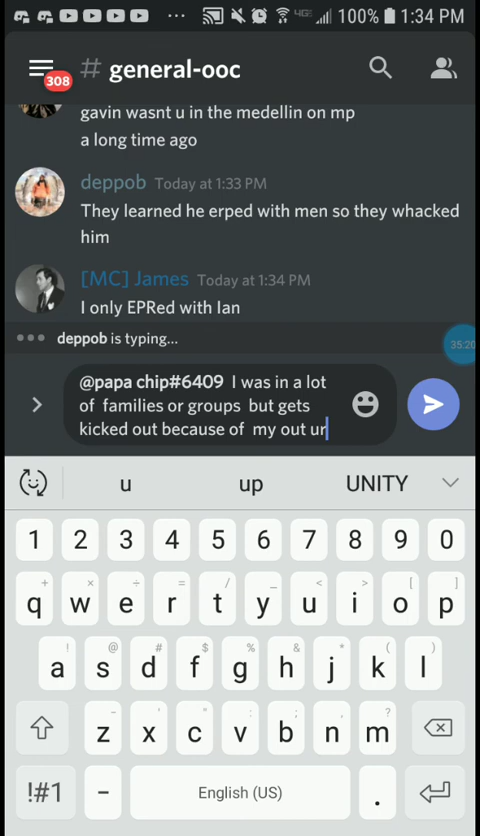 100% 1:34 PM
308
# general-ooc
gavin wasnt u in the medellin on mp
a long time ago
deppob Today at 1:33 PM
They learned he erped with men so they whacked
him
[MC] James Today at 1:34 PM
I only EPRed with Ian
deppob is typing...
35:20
@papa chip#6409 I was in a lot
of families or groups but gets
kicked out because of my out ur
u up UNITY
1 2 3 4 5 6 7 8 9 0
+ × ÷ = / _ < > [ ]
q w e r t y u i o p
! @ # $ % ^ & * ( )
a s d f g h j k l
- ' " : ; , ?
z x c v b n m
!#1 - English (US) .